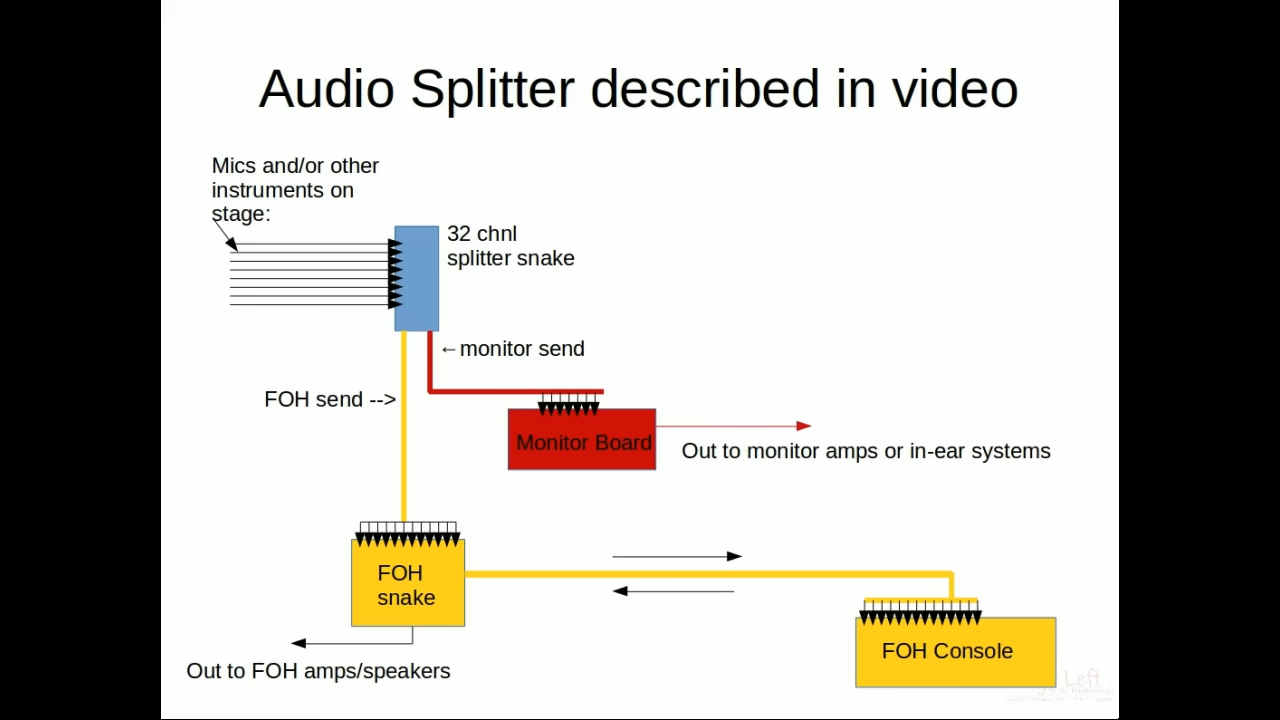 Audio Splitter described in video
Mics and/or other
instruments on
stage:
32 chnl
splitter snake
←monitor send
FOH send -->
Monitor Board
Out to monitor amps or in-ear systems
FOH
snake
FOH Console
Out to FOH amps/speakers
Left